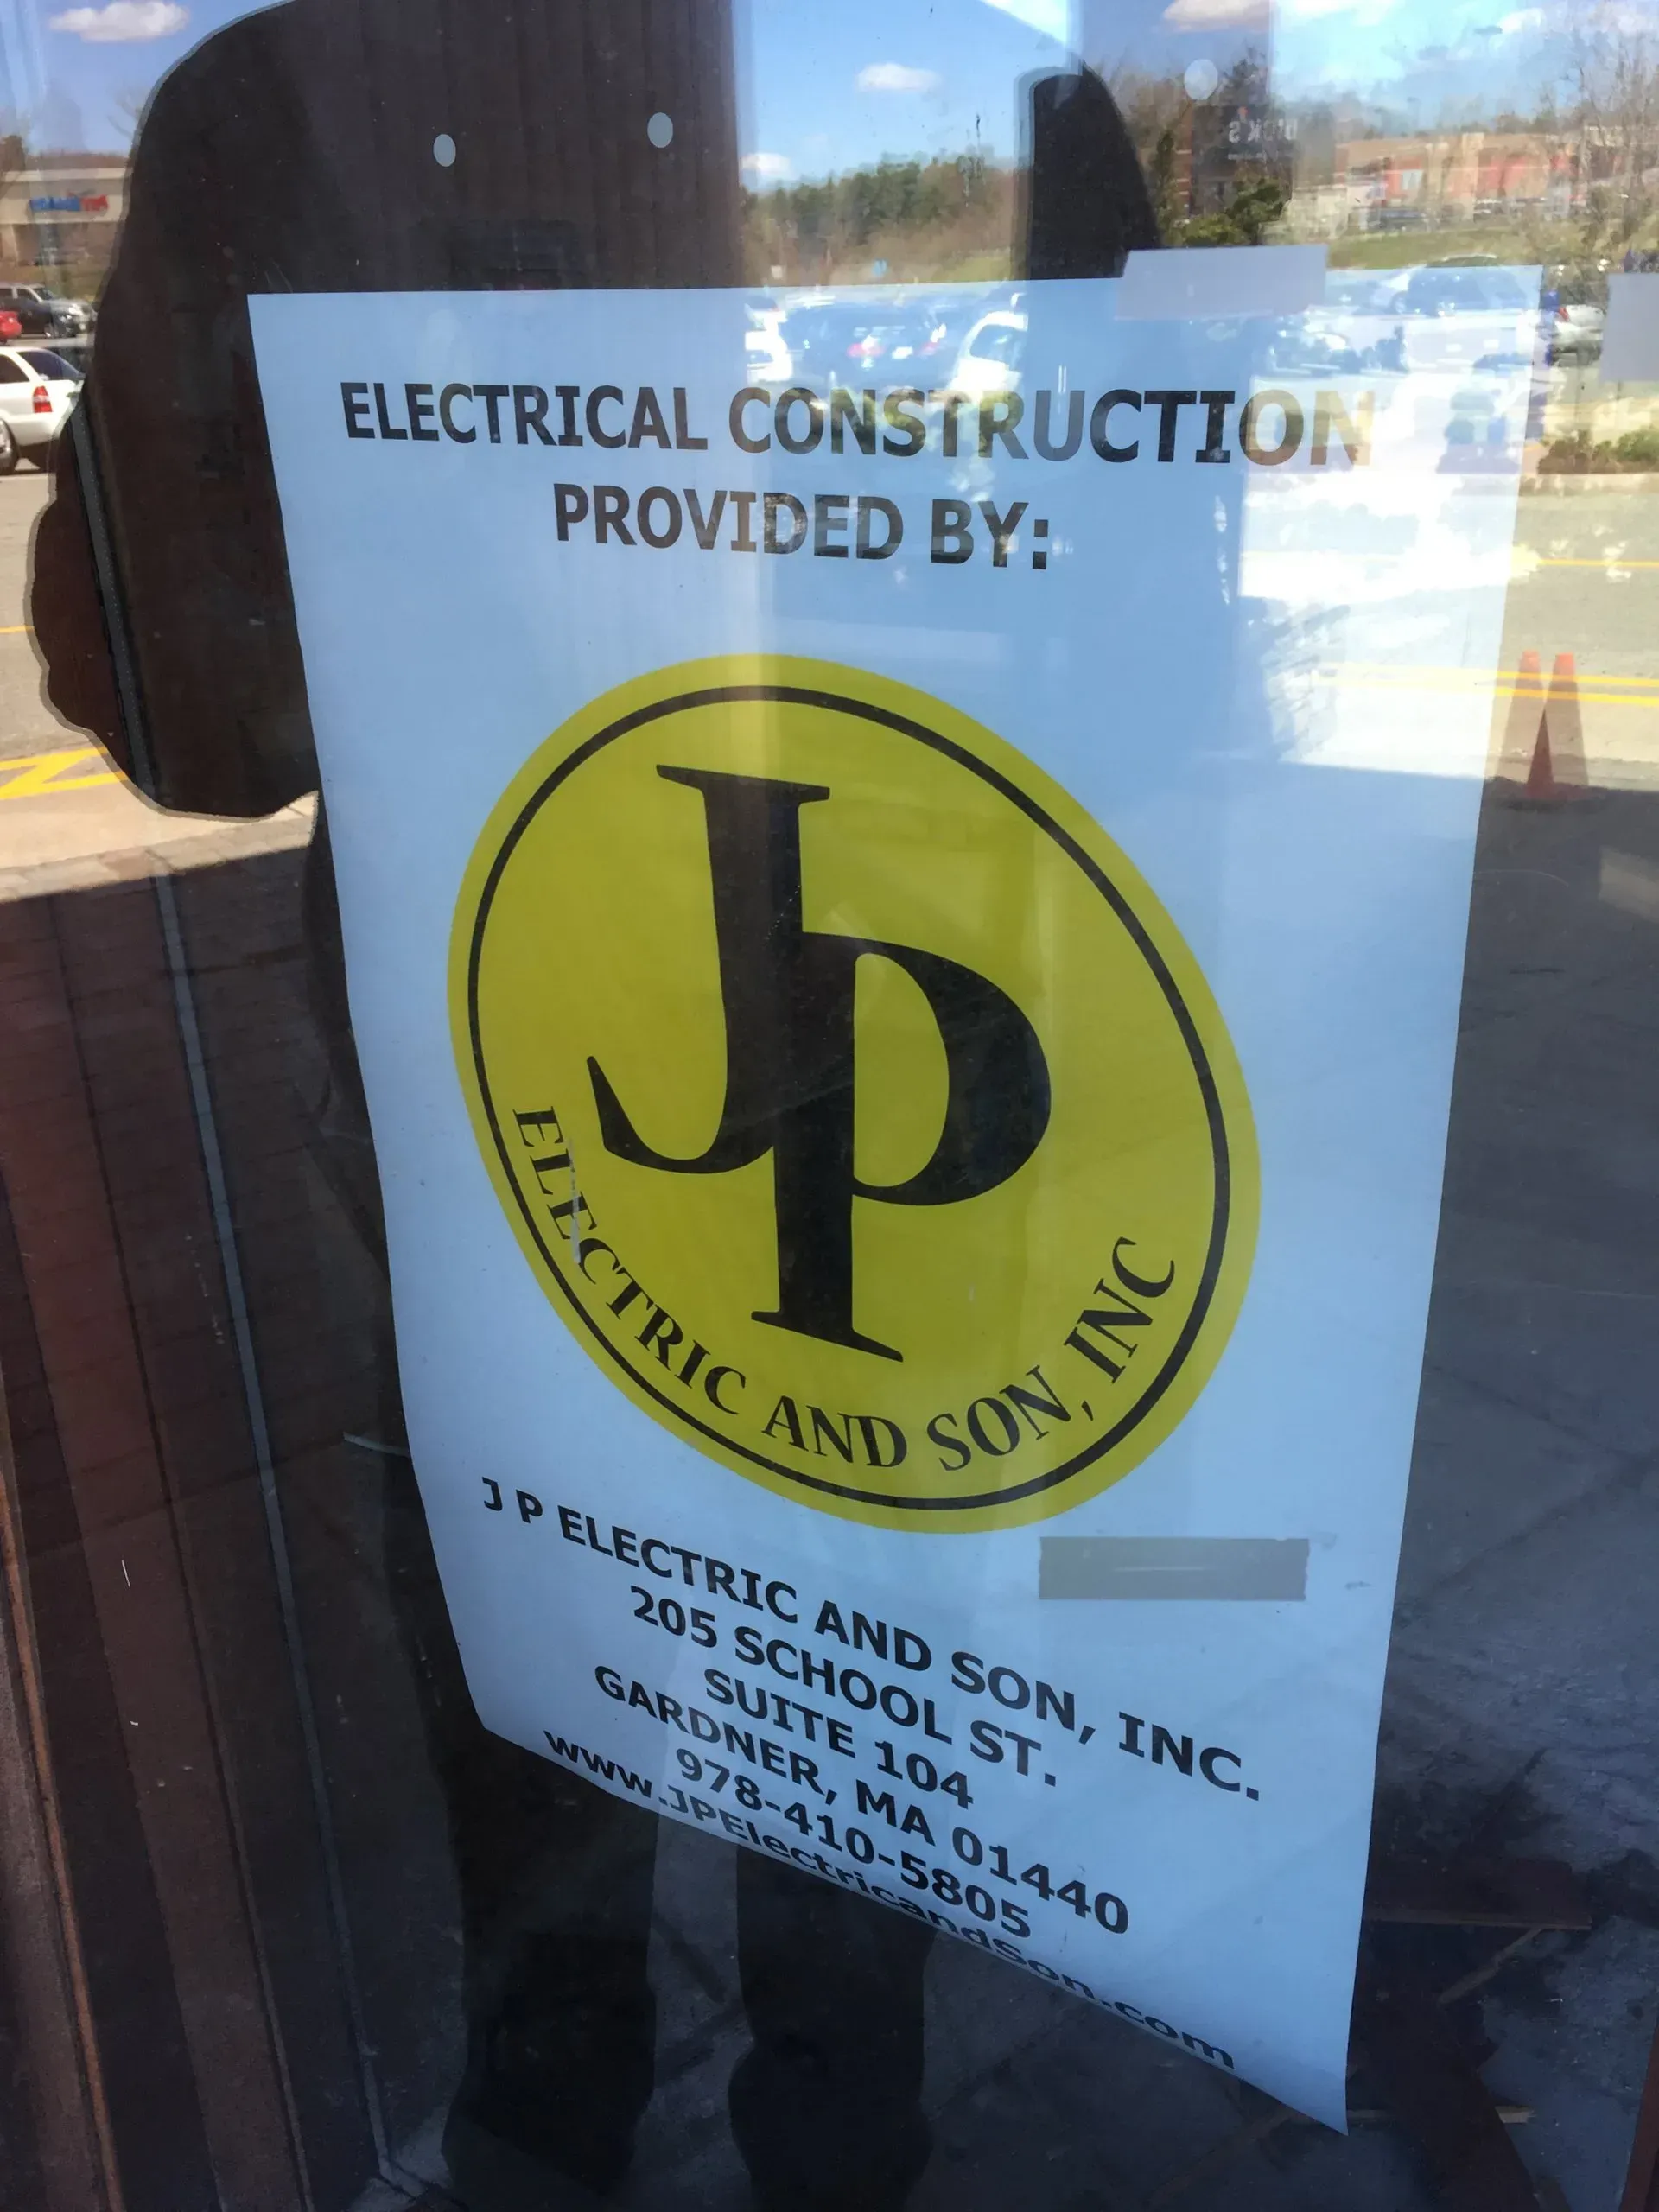 ELECTRICAL CONSTRUCTION
PROVIDED BY:
JP
ELECTRIC AND SON, INC
J P ELECTRIC AND SON, INC.
205 SCHOOL ST.
SUITE 104
GARDNER, MA 01440
978-410-5805
www.JPElectricandSon.com